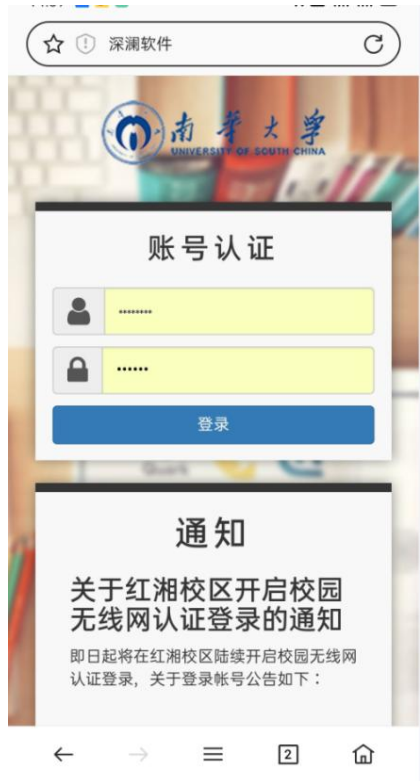 深澜软件
南华大学
UNIVERSITY OF SOUTH CHINA
账号认证
········
······
登录
通知
关于红湘校区开启校园
无线网认证登录的通知
即日起将在红湘校区陆续开启校园无线网
认证登录，关于登录帐号公告如下：
2